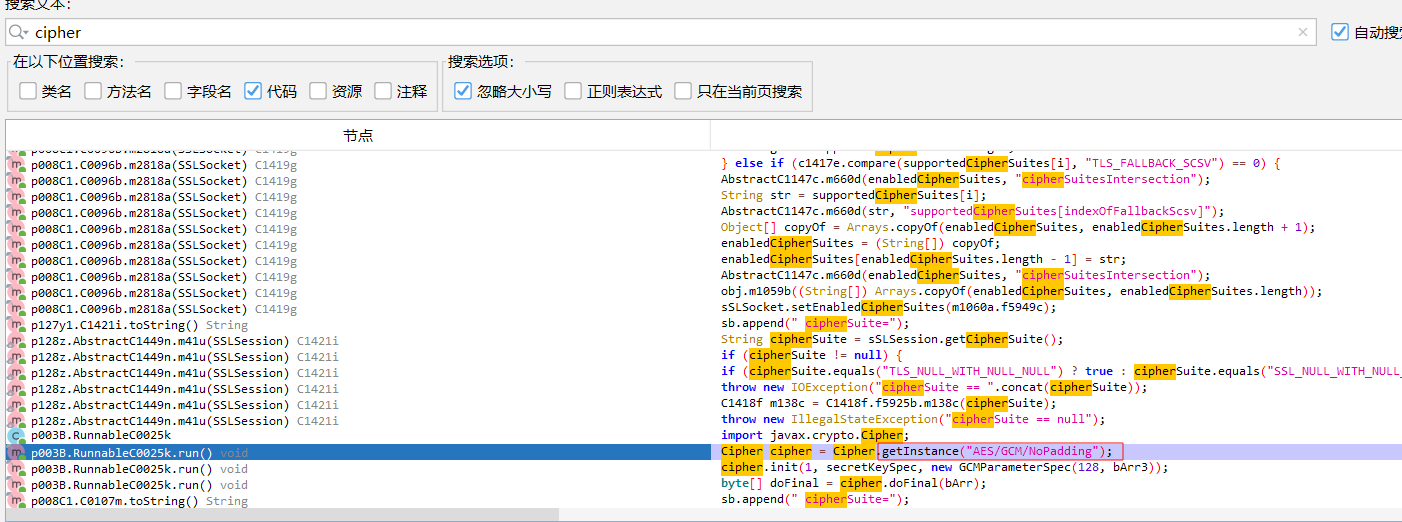 搜索文本：
cipher
自动搜
在以下位置搜索：
搜索选项：
类名 方法名 字段名 代码 资源 注释
忽略大小写 正则表达式 只在当前页搜索
节点
p008C1.C0096b.m2818a(SSLSocket) C1419g
p008C1.C0096b.m2818a(SSLSocket) C1419g } else if (c1417e.compare(supportedCipherSuites[i], "TLS_FALLBACK_SCSV") == 0) {
p008C1.C0096b.m2818a(SSLSocket) C1419g AbstractC1147c.m660d(enabledCipherSuites, "cipherSuitesIntersection");
p008C1.C0096b.m2818a(SSLSocket) C1419g String str = supportedCipherSuites[i];
p008C1.C0096b.m2818a(SSLSocket) C1419g AbstractC1147c.m660d(str, "supportedCipherSuites[indexOfFallbackScsv]");
p008C1.C0096b.m2818a(SSLSocket) C1419g Object[] copyOf = Arrays.copyOf(enabledCipherSuites, enabledCipherSuites.length + 1);
p008C1.C0096b.m2818a(SSLSocket) C1419g enabledCipherSuites = (String[]) copyOf;
p008C1.C0096b.m2818a(SSLSocket) C1419g enabledCipherSuites[enabledCipherSuites.length - 1] = str;
p008C1.C0096b.m2818a(SSLSocket) C1419g AbstractC1147c.m660d(enabledCipherSuites, "cipherSuitesIntersection");
p008C1.C0096b.m2818a(SSLSocket) C1419g obj.m1059b((String[]) Arrays.copyOf(enabledCipherSuites, enabledCipherSuites.length));
p008C1.C0096b.m2818a(SSLSocket) C1419g sSLSocket.setEnabledCipherSuites(m1060a.f5949c);
p127y1.C1421i.toString() String sb.append(" cipherSuite=");
p128z.AbstractC1449n.m41u(SSLSession) C1421i String cipherSuite = sSLSession.getCipherSuite();
p128z.AbstractC1449n.m41u(SSLSession) C1421i if (cipherSuite != null) {
p128z.AbstractC1449n.m41u(SSLSession) C1421i if (cipherSuite.equals("TLS_NULL_WITH_NULL_NULL") ? true : cipherSuite.equals("SSL_NULL_WITH_NULL_
p128z.AbstractC1449n.m41u(SSLSession) C1421i throw new IOException("cipherSuite == ".concat(cipherSuite));
p128z.AbstractC1449n.m41u(SSLSession) C1421i C1418f m138c = C1418f.f5925b.m138c(cipherSuite);
p128z.AbstractC1449n.m41u(SSLSession) C1421i throw new IllegalStateException("cipherSuite == null");
p003B.RunnableC0025k import javax.crypto.Cipher;
p003B.RunnableC0025k.run() void Cipher cipher = Cipher.getInstance("AES/GCM/NoPadding");
p003B.RunnableC0025k.run() void cipher.init(1, secretKeySpec, new GCMParameterSpec(128, bArr3));
p003B.RunnableC0025k.run() void byte[] doFinal = cipher.doFinal(bArr);
p008C1.C0107m.toString() String sb.append(" cipherSuite=");